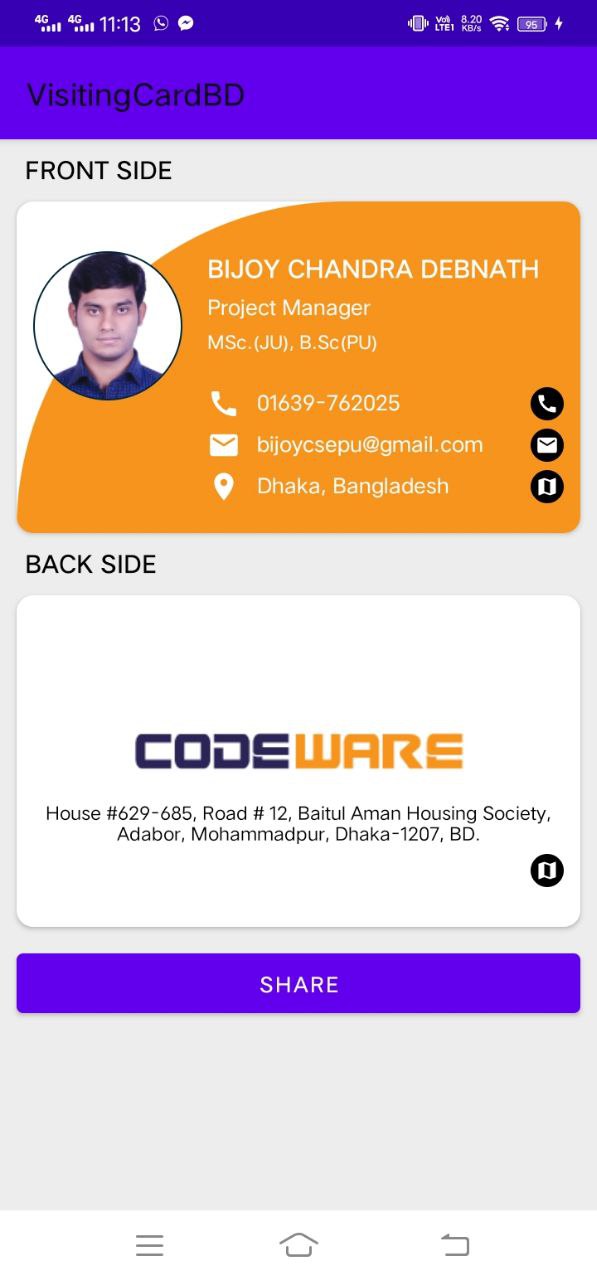 4G 4G 11:13 Vo) LTE1 8.20 KB/s 95
VisitingCardBD
FRONT SIDE
BIJOY CHANDRA DEBNATH
Project Manager
MSc.(JU), B.Sc(PU)
01639-762025
bijoycsepu@gmail.com
Dhaka, Bangladesh
BACK SIDE
CODEWARE
House #629-685, Road # 12, Baitul Aman Housing Society,
Adabor, Mohammadpur, Dhaka-1207, BD.
SHARE